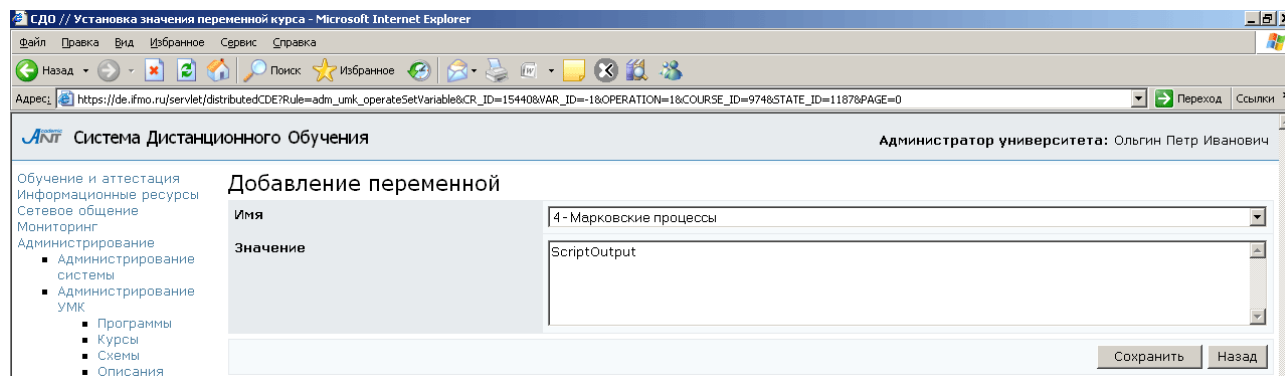 СДО // Установка значения переменной курса - Microsoft Internet Explorer
Файл Правка Вид Избранное Сервис Справка
Назад Поиск Избранное
Адрес: https://de.ifmo.ru/servlet/distributedCDE?Rule=adm_umk_operateSetVariable&CR_ID=15440&VAR_ID=-1&OPERATION=1&COURSE_ID=974&STATE_ID=1187&PAGE=0 Переход Ссылки
Academic ANT Система Дистанционного Обучения Администратор университета: Ольгин Петр Иванович
Обучение и аттестация
Информационные ресурсы
Сетевое общение
Мониторинг
Администрирование
Администрирование
системы
Администрирование
УМК
Программы
Курсы
Схемы
Описания
Добавление переменной
Имя 4 - Марковские процессы
Значение ScriptOutput
Сохранить Назад